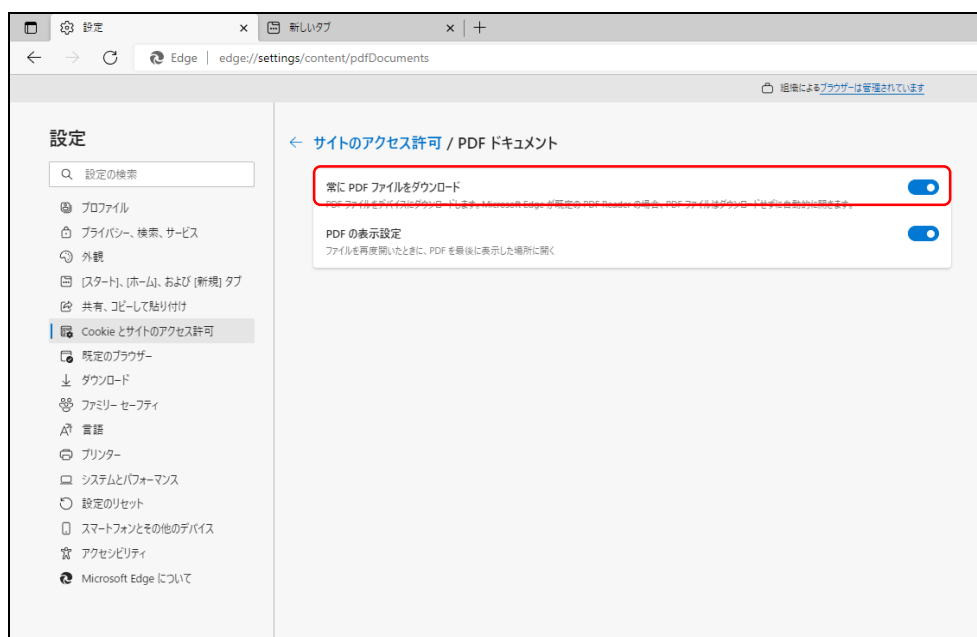 設定
新しいタブ
Edge | edge://settings/content/pdfDocuments
組織によるブラウザーは管理されています
設定
設定の検索
プロファイル
プライバシー、検索、サービス
外観
[スタート]、[ホーム]、および [新規] タブ
共有、コピーして貼り付け
Cookie とサイトのアクセス許可
既定のブラウザー
ダウンロード
ファミリー セーフティ
言語
プリンター
システムとパフォーマンス
設定のリセット
スマートフォンとその他のデバイス
アクセシビリティ
Microsoft Edge について
サイトのアクセス許可 / PDF ドキュメント
常に PDF ファイルをダウンロード
PDF ファイルをデバイスにダウンロードします。Microsoft Edge が既定の PDF Reader の場合、PDF ファイルはダウンロードせずに自動的に開きます。
PDF の表示設定
ファイルを再度開いたときに、PDF を最後に表示した場所に開く